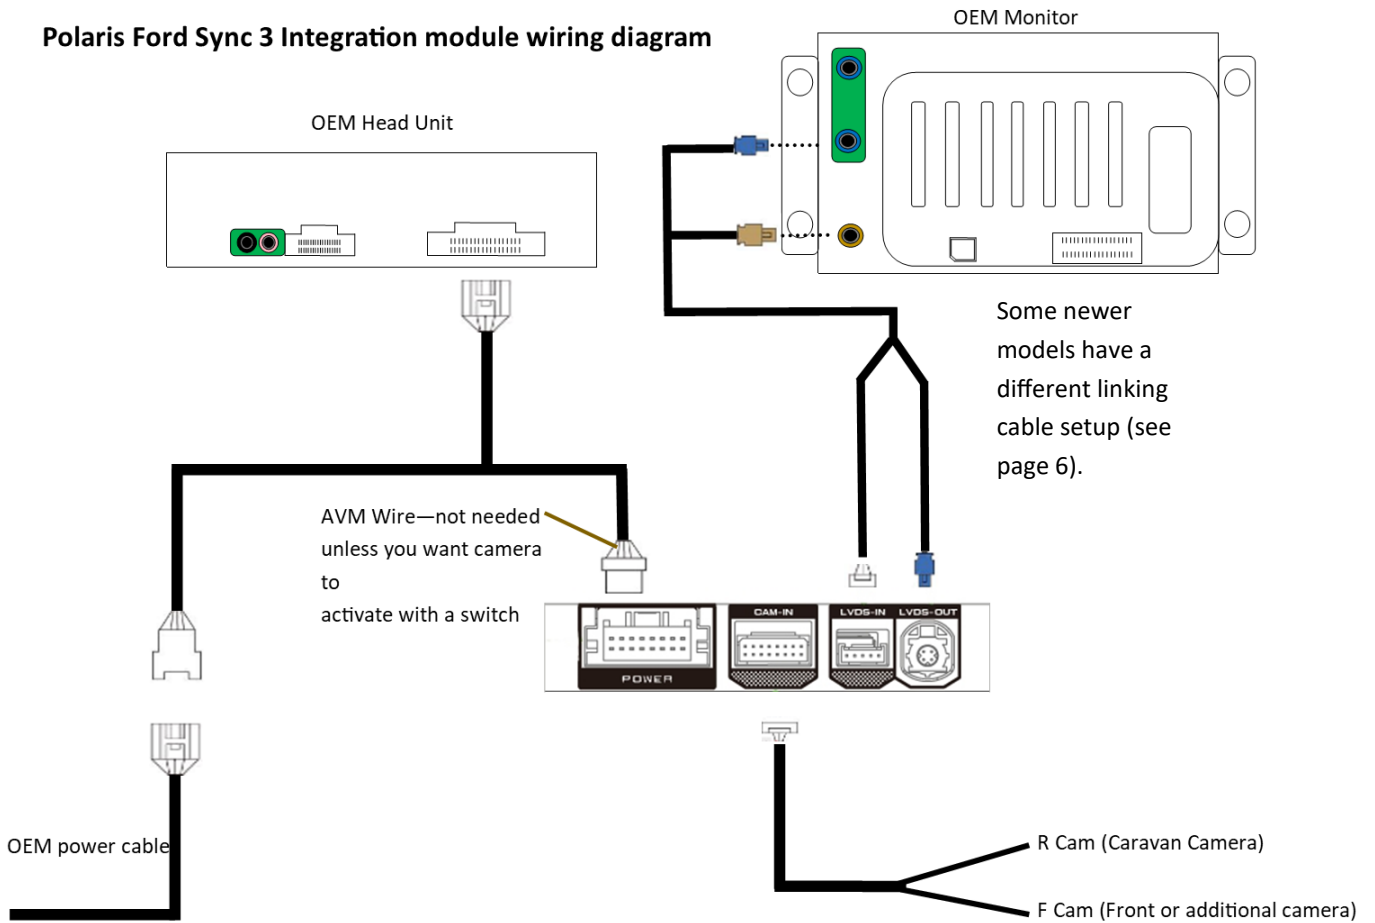 Polaris Ford Sync 3 Integration module wiring diagram
OEM Monitor
OEM Head Unit
Some newer
models have a
different linking
cable setup (see
page 6).
AVM Wire—not needed
unless you want camera
to
activate with a switch
CAM-IN
LVDS-IN
LVDS-OUT
POWER
OEM power cable
R Cam (Caravan Camera)
F Cam (Front or additional camera)